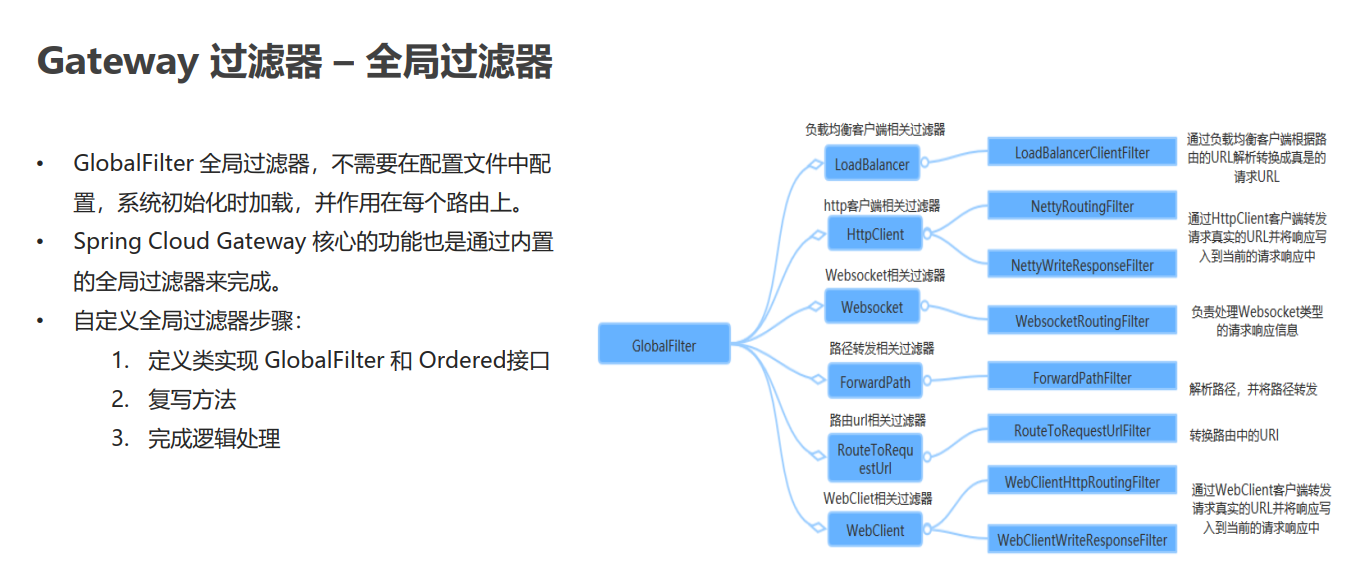 Gateway 过滤器 – 全局过滤器
• GlobalFilter 全局过滤器，不需要在配置文件中配
置，系统初始化时加载，并作用在每个路由上。
• Spring Cloud Gateway 核心的功能也是通过内置
的全局过滤器来完成。
• 自定义全局过滤器步骤：
1. 定义类实现 GlobalFilter 和 Ordered接口
2. 复写方法
3. 完成逻辑处理
GlobalFilter
负载均衡客户端相关过滤器
LoadBalancer
LoadBalancerClientFilter
通过负载均衡客户端根据路
由的URL解析转换成真是的
请求URL
http客户端相关过滤器
HttpClient
NettyRoutingFilter
NettyWriteResponseFilter
通过HttpClient客户端转发
请求真实的URL并将响应写
入到当前的请求响应中
Websocket相关过滤器
Websocket
WebsocketRoutingFilter
负责处理Websocket类型
的请求响应信息
路径转发相关过滤器
ForwardPath
ForwardPathFilter
解析路径，并将路径转发
路由url相关过滤器
RouteToRequ
estUrl
RouteToRequestUrlFilter
转换路由中的URI
WebCliet相关过滤器
WebClient
WebClientHttpRoutingFilter
WebClientWriteResponseFilter
通过WebClient客户端转发
请求真实的URL并将响应写
入到当前的请求响应中